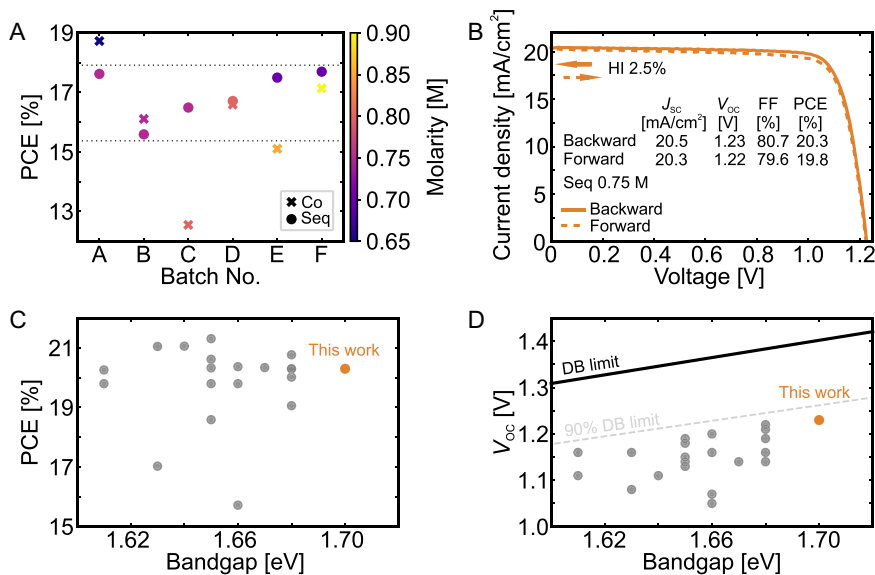 A
19
17
15
13
PCE [%]
A B C D E F
Batch No.
Co
Seq
0.90
0.85
0.80
0.75
0.70
0.65
Molarity [M]
B
20
15
10
5
0
Current density [mA/cm²]
HI 2.5%
JSC VOC FF PCE
[mA/cm²] [V] [%] [%]
Backward 20.5 1.23 80.7 20.3
Forward 20.3 1.22 79.6 19.8
Seq 0.75 M
Backward
Forward
0 0.2 0.4 0.6 0.8 1.0 1.2
Voltage [V]
C
21
19
17
15
PCE [%]
This work
1.62 1.66 1.70
Bandgap [eV]
D
1.4
1.3
1.2
1.1
1.0
VOC [V]
DB limit
This work
90% DB limit
1.62 1.66 1.70
Bandgap [eV]